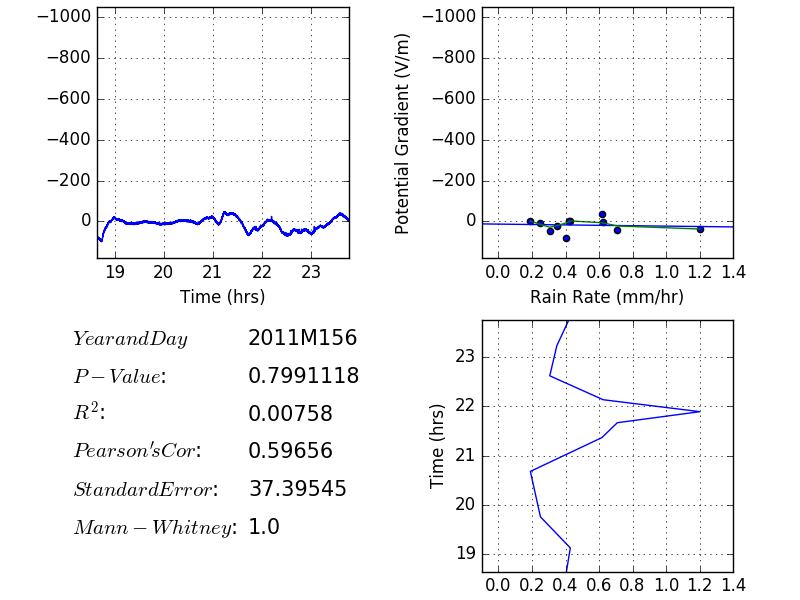 −1000
−800
−600
−400
−200
0
19 20 21 22 23
Time (hrs)
Potential Gradient (V/m)
−1000
−800
−600
−400
−200
0
0.0 0.2 0.4 0.6 0.8 1.0 1.2 1.4
Rain Rate (mm/hr)
YearandDay 2011M156
P−Value: 0.7991118
R²: 0.00758
Pearson'sCor: 0.59656
StandardError: 37.39545
Mann−Whitney: 1.0
Time (hrs)
23
22
21
20
19
0.0 0.2 0.4 0.6 0.8 1.0 1.2 1.4